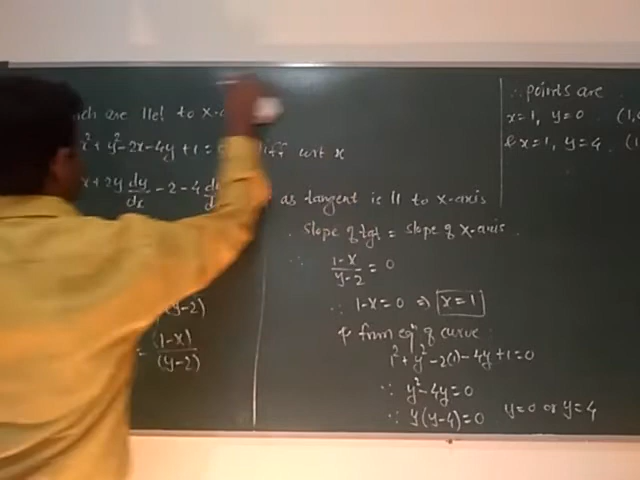 are ||el to x-
x² + y² - 2x - 4y + 1 = diff wrt x
x + 2y dy/dx - 2 - 4 d
(y-2)
= (1-x)/(y-2)
as tangent is || to x-axis
. slope of tgt = slope of x-axis.
∴ (1-x)/(y-2) = 0
∴ 1-x = 0 ⇒ x = 1
& from eqn of curve:
1² + y² - 2(1) - 4y + 1 = 0
∵ y² - 4y = 0
∵ y(y-4) = 0 y=0 or y=4
∴ points are
x=1, y=0 (1,
& x=1, y=4 (1